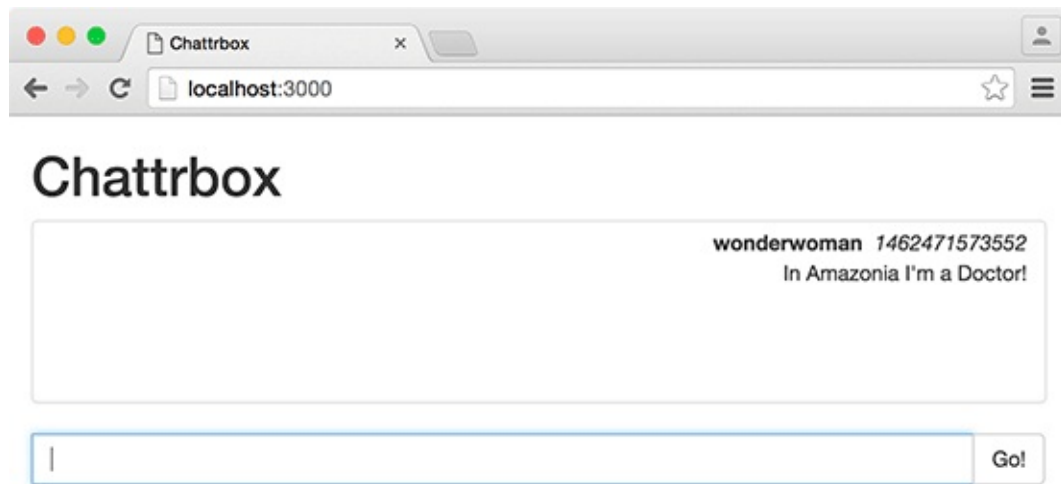 Chattrbox
localhost:3000
Chattrbox
wonderwoman 1462471573552
In Amazonia I'm a Doctor!
Go!